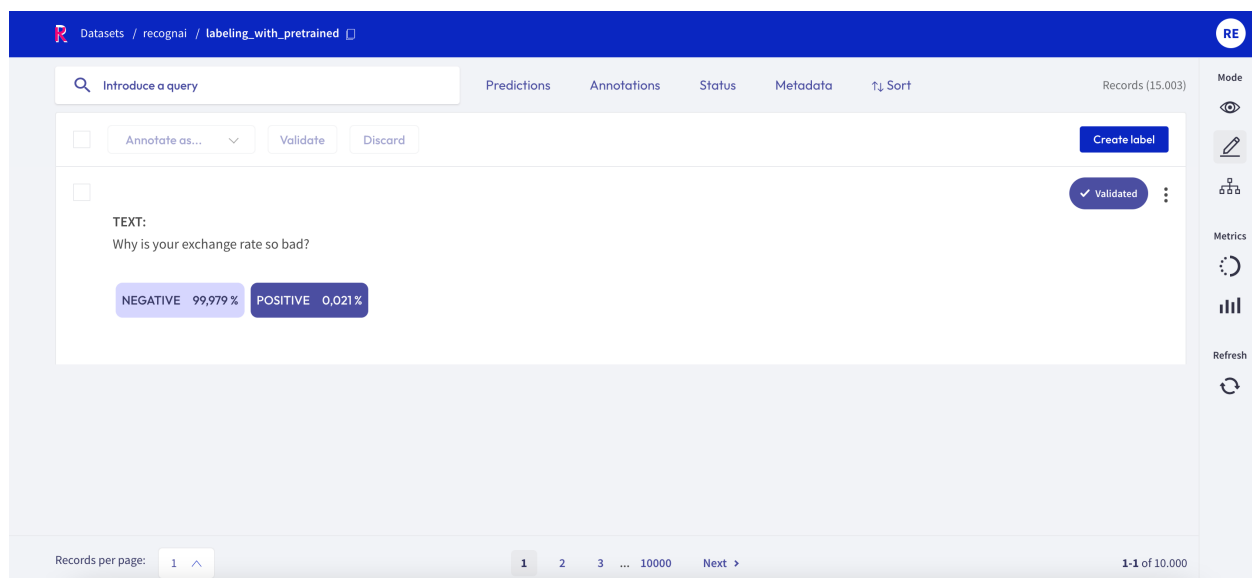 R Datasets / recognai / labeling_with_pretrained
RE
Introduce a query
Predictions Annotations Status Metadata Sort
Records (15.003)
Mode
Annotate as... Validate Discard
Create label
Validated
TEXT:
Why is your exchange rate so bad?
NEGATIVE 99,979 % POSITIVE 0,021 %
Metrics
Refresh
Records per page: 1
1 2 3 ... 10000 Next >
1-1 of 10.000